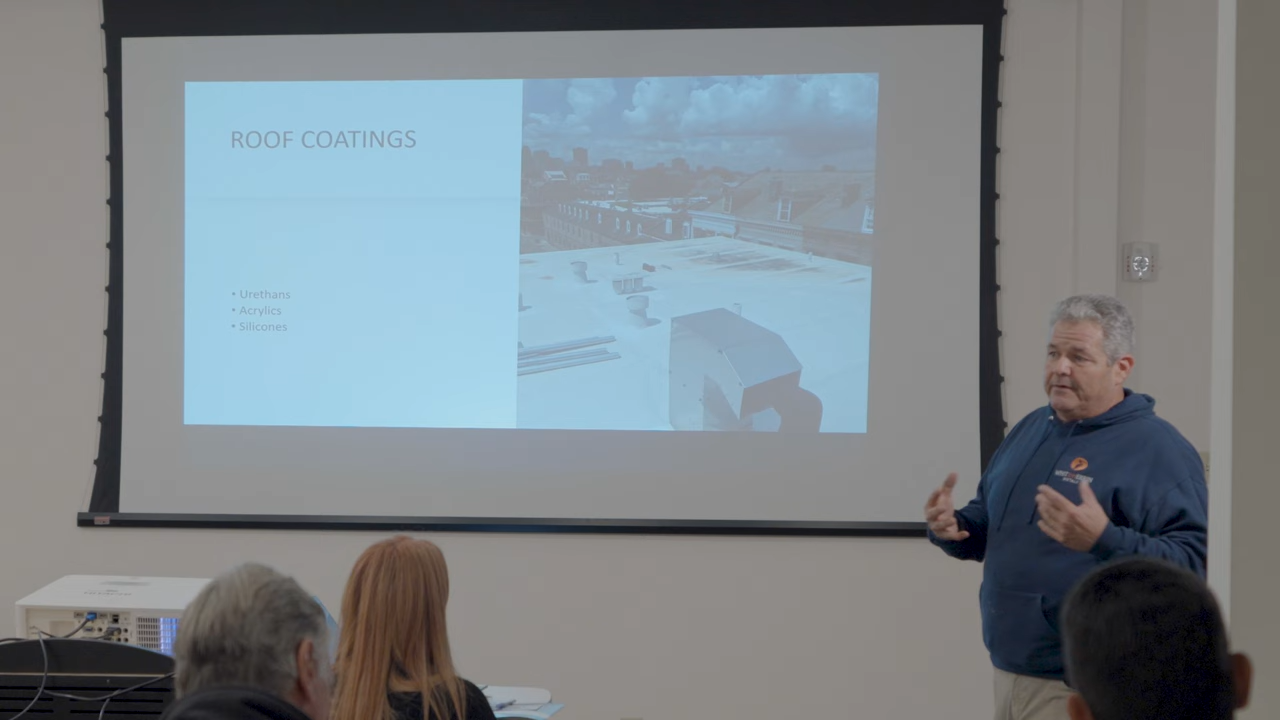 ROOF COATINGS
• Urethans
• Acrylics
• Silicones